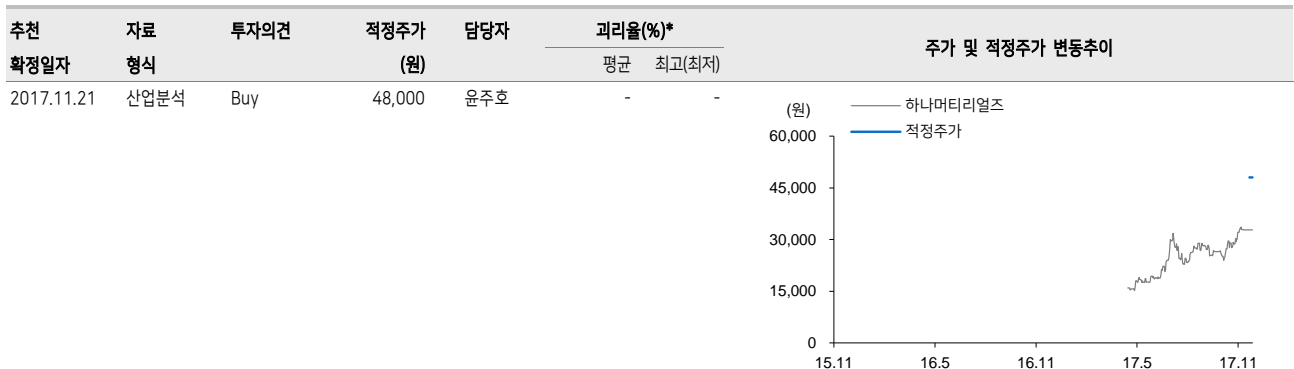 추천 자료 투자의견 적정주가 담당자 괴리율(%)* 주가 및 적정주가 변동추이
확정일자 형식 (원) 평균 최고(최저)
2017.11.21 산업분석 Buy 48,000 윤주호 - -
(원)
하나머티리얼즈
적정주가
60,000
45,000
30,000
15,000
0
15.11 16.5 16.11 17.5 17.11